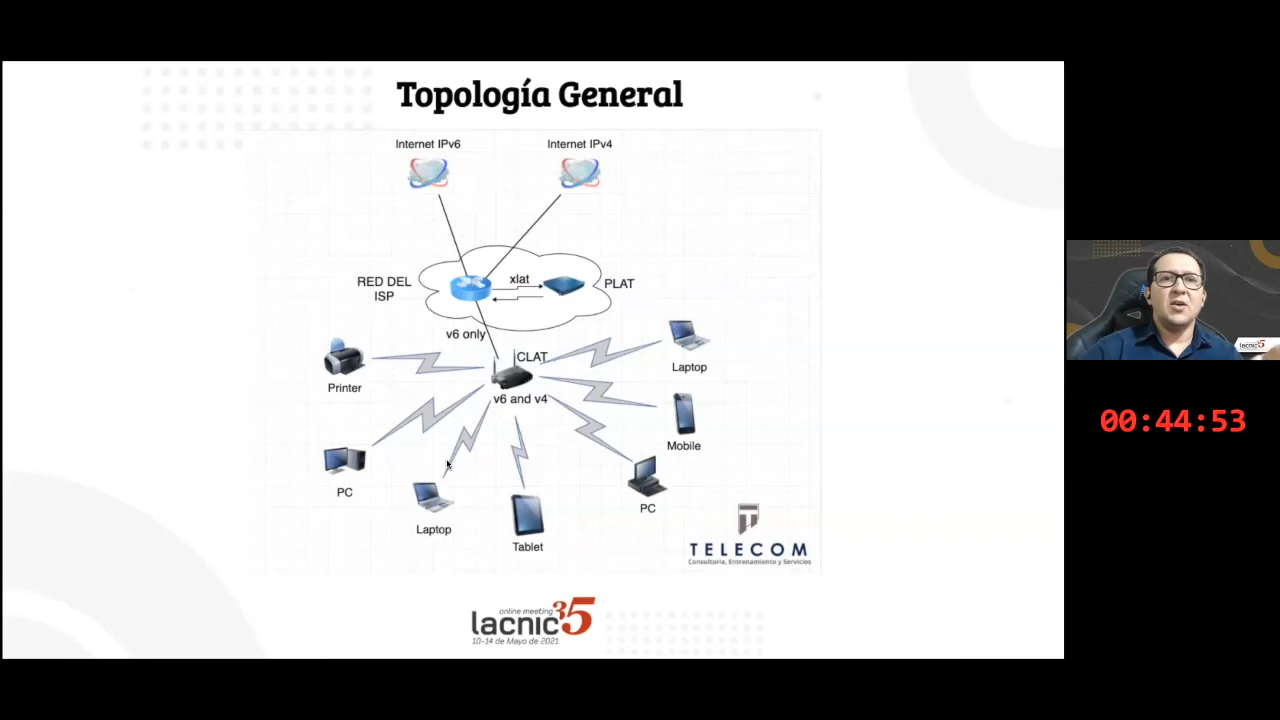 Topología General
Internet IPv6
Internet IPv4
RED DEL
ISP
xlat
PLAT
v6 only
CLAT
v6 and v4
Printer
Laptop
Mobile
PC
Laptop
Tablet
PC
TELECOM
Consultoría, Entrenamiento y Servicios
online meeting
lacnic35
10-14 de Mayo de 2021
lacnic35
00:44:53